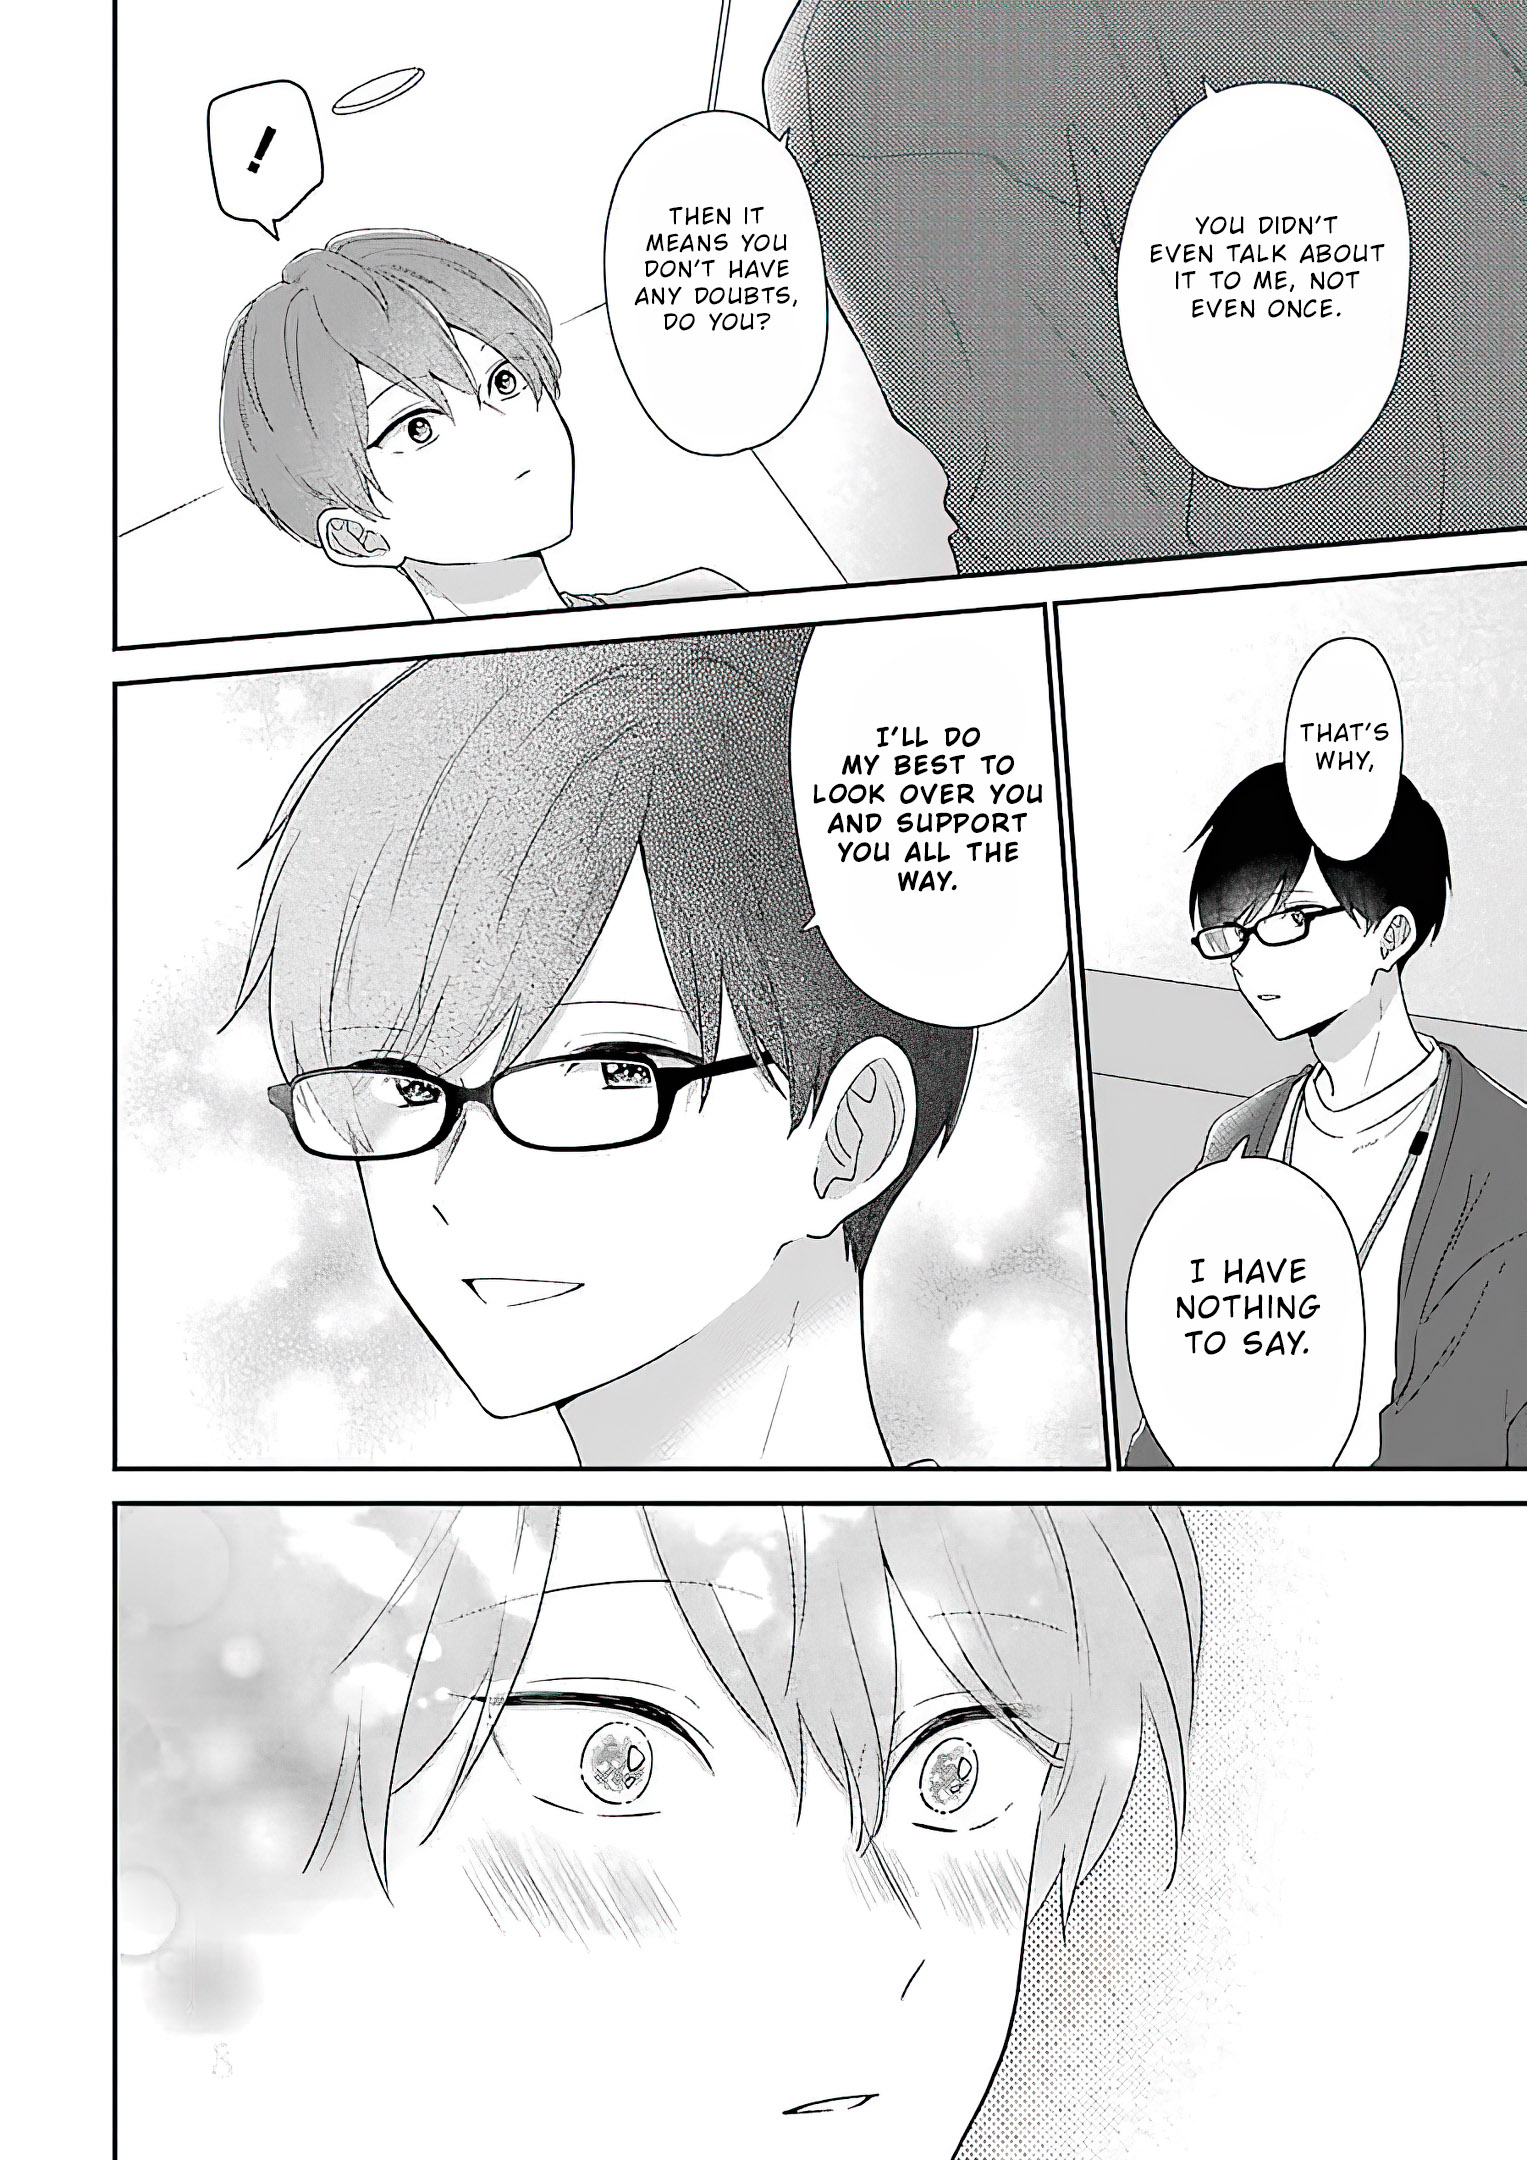 YOU DIDN'T
EVEN TALK ABOUT
IT TO ME, NOT
EVEN ONCE.
THEN IT
MEANS YOU
DON'T HAVE
ANY DOUBTS,
DO YOU?
!
THAT'S
WHY,
I HAVE
NOTHING
TO SAY.
I'LL DO
MY BEST TO
LOOK OVER YOU
AND SUPPORT
YOU ALL THE
WAY.